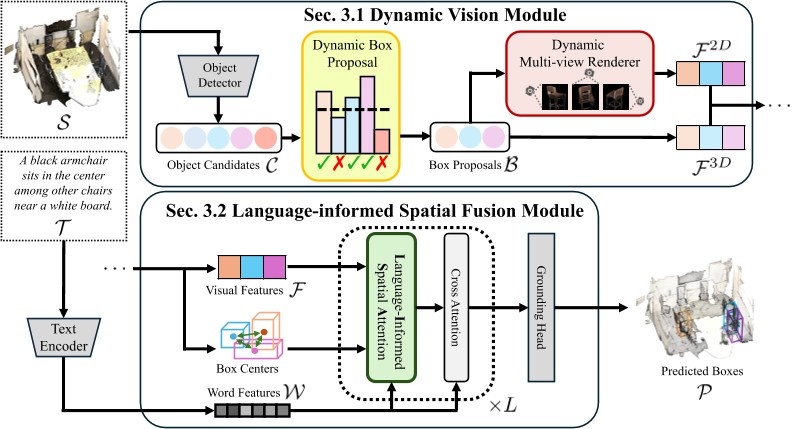 Sec. 3.1 Dynamic Vision Module
Object
Detector
Dynamic Box
Proposal
Dynamic
Multi-view Renderer
ℱ²ᴰ
𝒮
Object Candidates 𝒞
✓✗✓✓✗
Box Proposals ℬ
ℱ³ᴰ
...
A black armchair
sits in the center
among other chairs
near a white board.
𝒯
Sec. 3.2 Language-informed Spatial Fusion Module
...
Visual Features ℱ
Box Centers
Language-Informed
Spatial Attention
Cross Attention
Grounding Head
Text
Encoder
Word Features 𝒲
×L
Predicted Boxes
𝒫